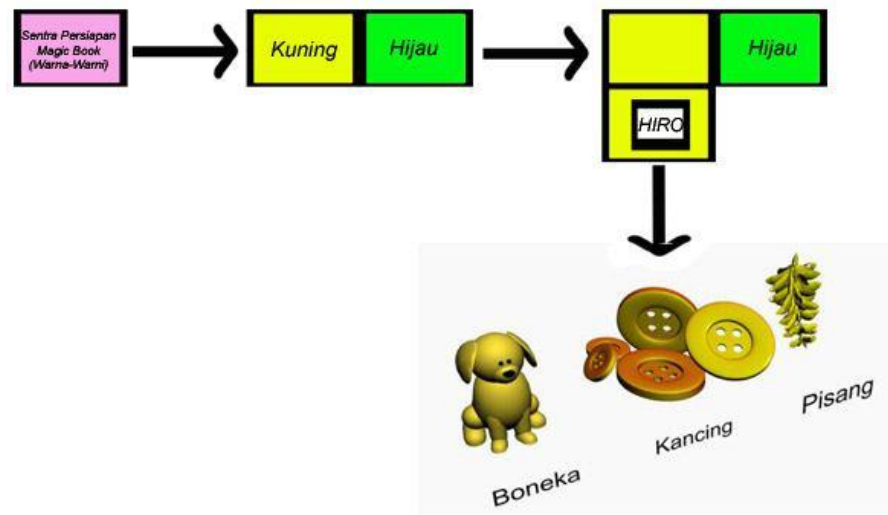 Sentra Persiapan
Magic Book
(Warna-Warni)
Kuning
Hijau
Hijau
HIRO
Boneka
Kancing
Pisang